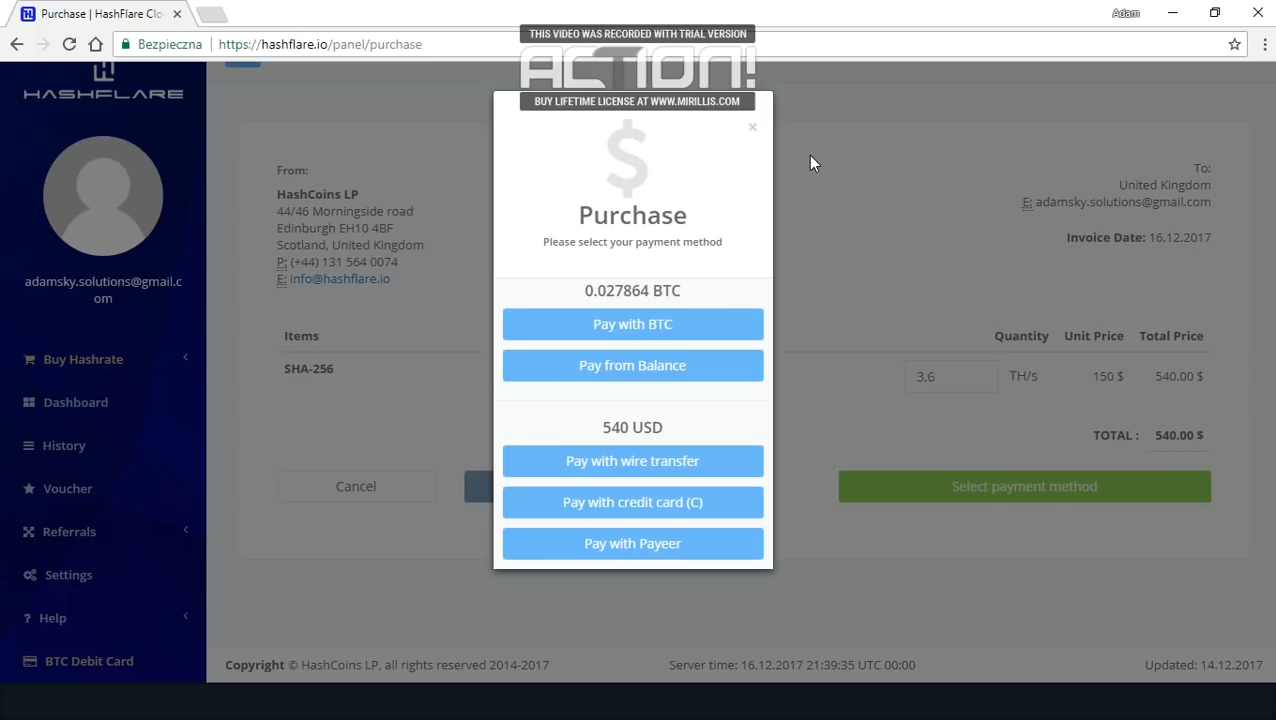 Purchase | HashFlare Clo
Adam
Bezpieczna
https://hashflare.io/panel/purchase
THIS VIDEO WAS RECORDED WITH TRIAL VERSION
ACTION!
BUY LIFETIME LICENSE AT WWW.MIRILLIS.COM
HASHFLARE
adamsky.solutions@gmail.c
om
Buy Hashrate
Dashboard
History
Voucher
Referrals
Settings
? Help
BTC Debit Card
From:
HashCoins LP
44/46 Morningside road
Edinburgh EH10 4BF
Scotland, United Kingdom
P: (+44) 131 564 0074
E: info@hashflare.io
To:
United Kingdom
E: adamsky.solutions@gmail.com
Invoice Date: 16.12.2017
Items
Quantity Unit Price Total Price
SHA-256
3,6 TH/s 150 $ 540.00 $
TOTAL : 540.00 $
Cancel
Select payment method
×
$
Purchase
Please select your payment method
0.027864 BTC
Pay with BTC
Pay from Balance
540 USD
Pay with wire transfer
Pay with credit card (C)
Pay with Payeer
Copyright © HashCoins LP, all rights reserved 2014-2017
Server time: 16.12.2017 21:39:35 UTC 00:00
Updated: 14.12.2017